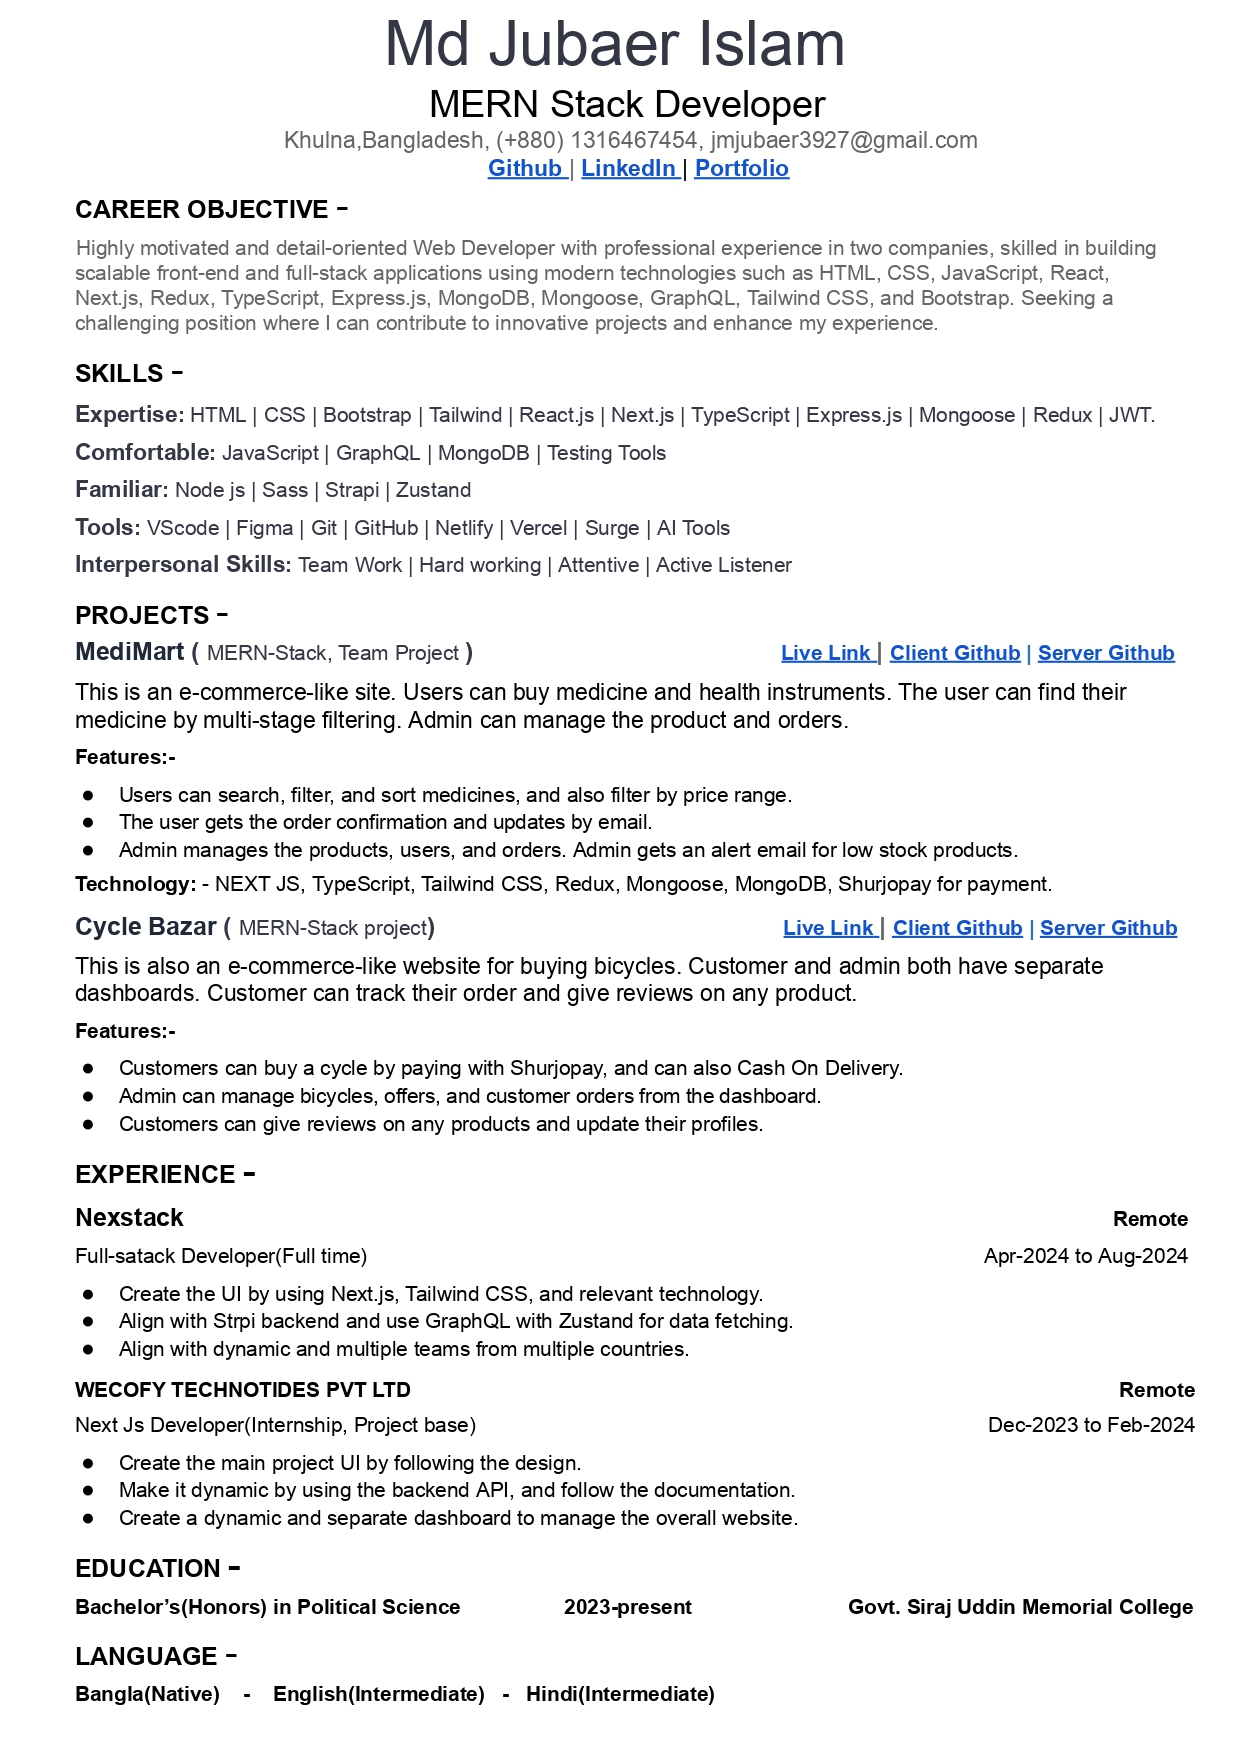 Md Jubaer Islam
MERN Stack Developer
Khulna,Bangladesh, (+880) 1316467454, jmjubaer3927@gmail.com
Github | LinkedIn | Portfolio
CAREER OBJECTIVE -
Highly motivated and detail-oriented Web Developer with professional experience in two companies, skilled in building
scalable front-end and full-stack applications using modern technologies such as HTML, CSS, JavaScript, React,
Next.js, Redux, TypeScript, Express.js, MongoDB, Mongoose, GraphQL, Tailwind CSS, and Bootstrap. Seeking a
challenging position where I can contribute to innovative projects and enhance my experience.
SKILLS -
Expertise: HTML | CSS | Bootstrap | Tailwind | React.js | Next.js | TypeScript | Express.js | Mongoose | Redux | JWT.
Comfortable: JavaScript | GraphQL | MongoDB | Testing Tools
Familiar: Node js | Sass | Strapi | Zustand
Tools: VScode | Figma | Git | GitHub | Netlify | Vercel | Surge | AI Tools
Interpersonal Skills: Team Work | Hard working | Attentive | Active Listener
PROJECTS -
MediMart ( MERN-Stack, Team Project ) Live Link | Client Github | Server Github
This is an e-commerce-like site. Users can buy medicine and health instruments. The user can find their
medicine by multi-stage filtering. Admin can manage the product and orders.
Features:-
● Users can search, filter, and sort medicines, and also filter by price range.
● The user gets the order confirmation and updates by email.
● Admin manages the products, users, and orders. Admin gets an alert email for low stock products.
Technology: - NEXT JS, TypeScript, Tailwind CSS, Redux, Mongoose, MongoDB, Shurjopay for payment.
Cycle Bazar ( MERN-Stack project) Live Link | Client Github | Server Github
This is also an e-commerce-like website for buying bicycles. Customer and admin both have separate
dashboards. Customer can track their order and give reviews on any product.
Features:-
● Customers can buy a cycle by paying with Shurjopay, and can also Cash On Delivery.
● Admin can manage bicycles, offers, and customer orders from the dashboard.
● Customers can give reviews on any products and update their profiles.
EXPERIENCE -
Nexstack Remote
Full-satack Developer(Full time) Apr-2024 to Aug-2024
● Create the UI by using Next.js, Tailwind CSS, and relevant technology.
● Align with Strpi backend and use GraphQL with Zustand for data fetching.
● Align with dynamic and multiple teams from multiple countries.
WECOFY TECHNOTIDES PVT LTD Remote
Next Js Developer(Internship, Project base) Dec-2023 to Feb-2024
● Create the main project UI by following the design.
● Make it dynamic by using the backend API, and follow the documentation.
● Create a dynamic and separate dashboard to manage the overall website.
EDUCATION -
Bachelor’s(Honors) in Political Science 2023-present Govt. Siraj Uddin Memorial College
LANGUAGE -
Bangla(Native) - English(Intermediate) - Hindi(Intermediate)